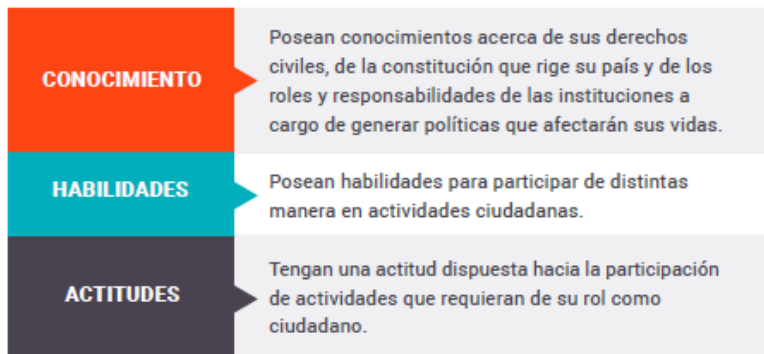 CONOCIMIENTO
Posean conocimientos acerca de sus derechos
civiles, de la constitución que rige su país y de los
roles y responsabilidades de las instituciones a
cargo de generar políticas que afectarán sus vidas.
HABILIDADES
Posean habilidades para participar de distintas
manera en actividades ciudadanas.
ACTITUDES
Tengan una actitud dispuesta hacia la participación
de actividades que requieran de su rol como
ciudadano.